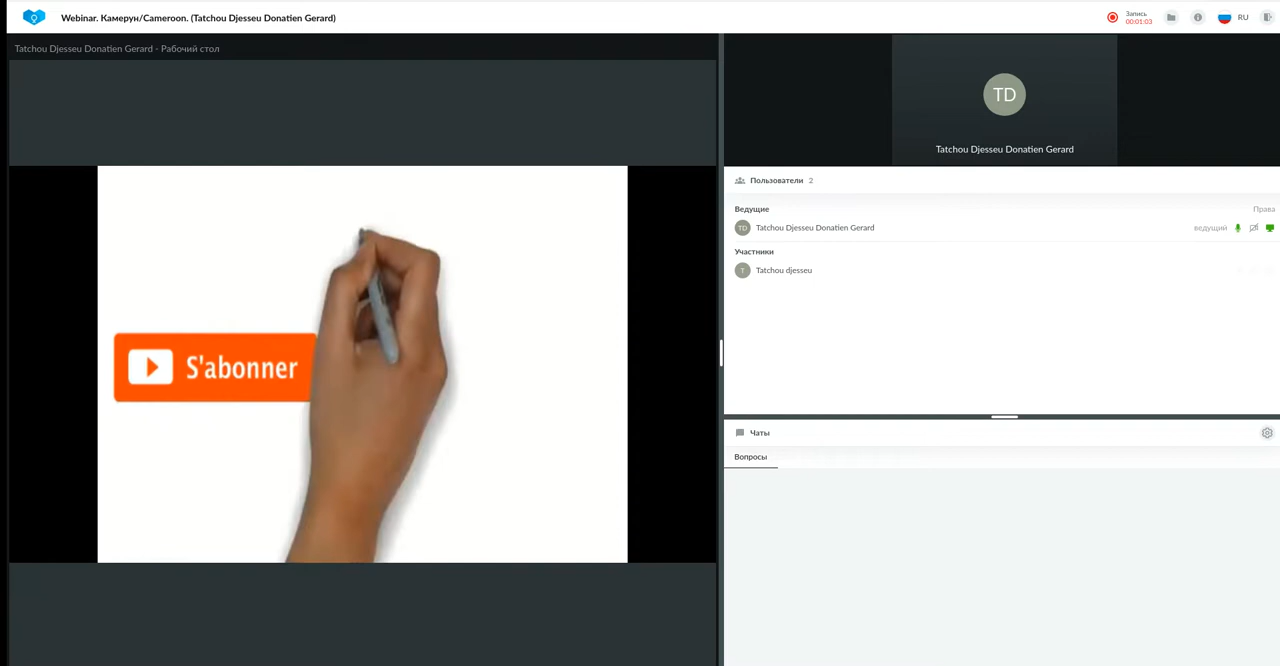 Webinar. Камерун/Cameroon. (Tatchou Djesseu Donatien Gerard)
Запись
00:01:03
RU
Tatchou Djesseu Donatien Gerard - Рабочий стол
S'abonner
TD
Tatchou Djesseu Donatien Gerard
Пользователи 2
Ведущие Права
TD Tatchou Djesseu Donatien Gerard ведущий
Участники
T Tatchou djesseu
Чаты
Вопросы